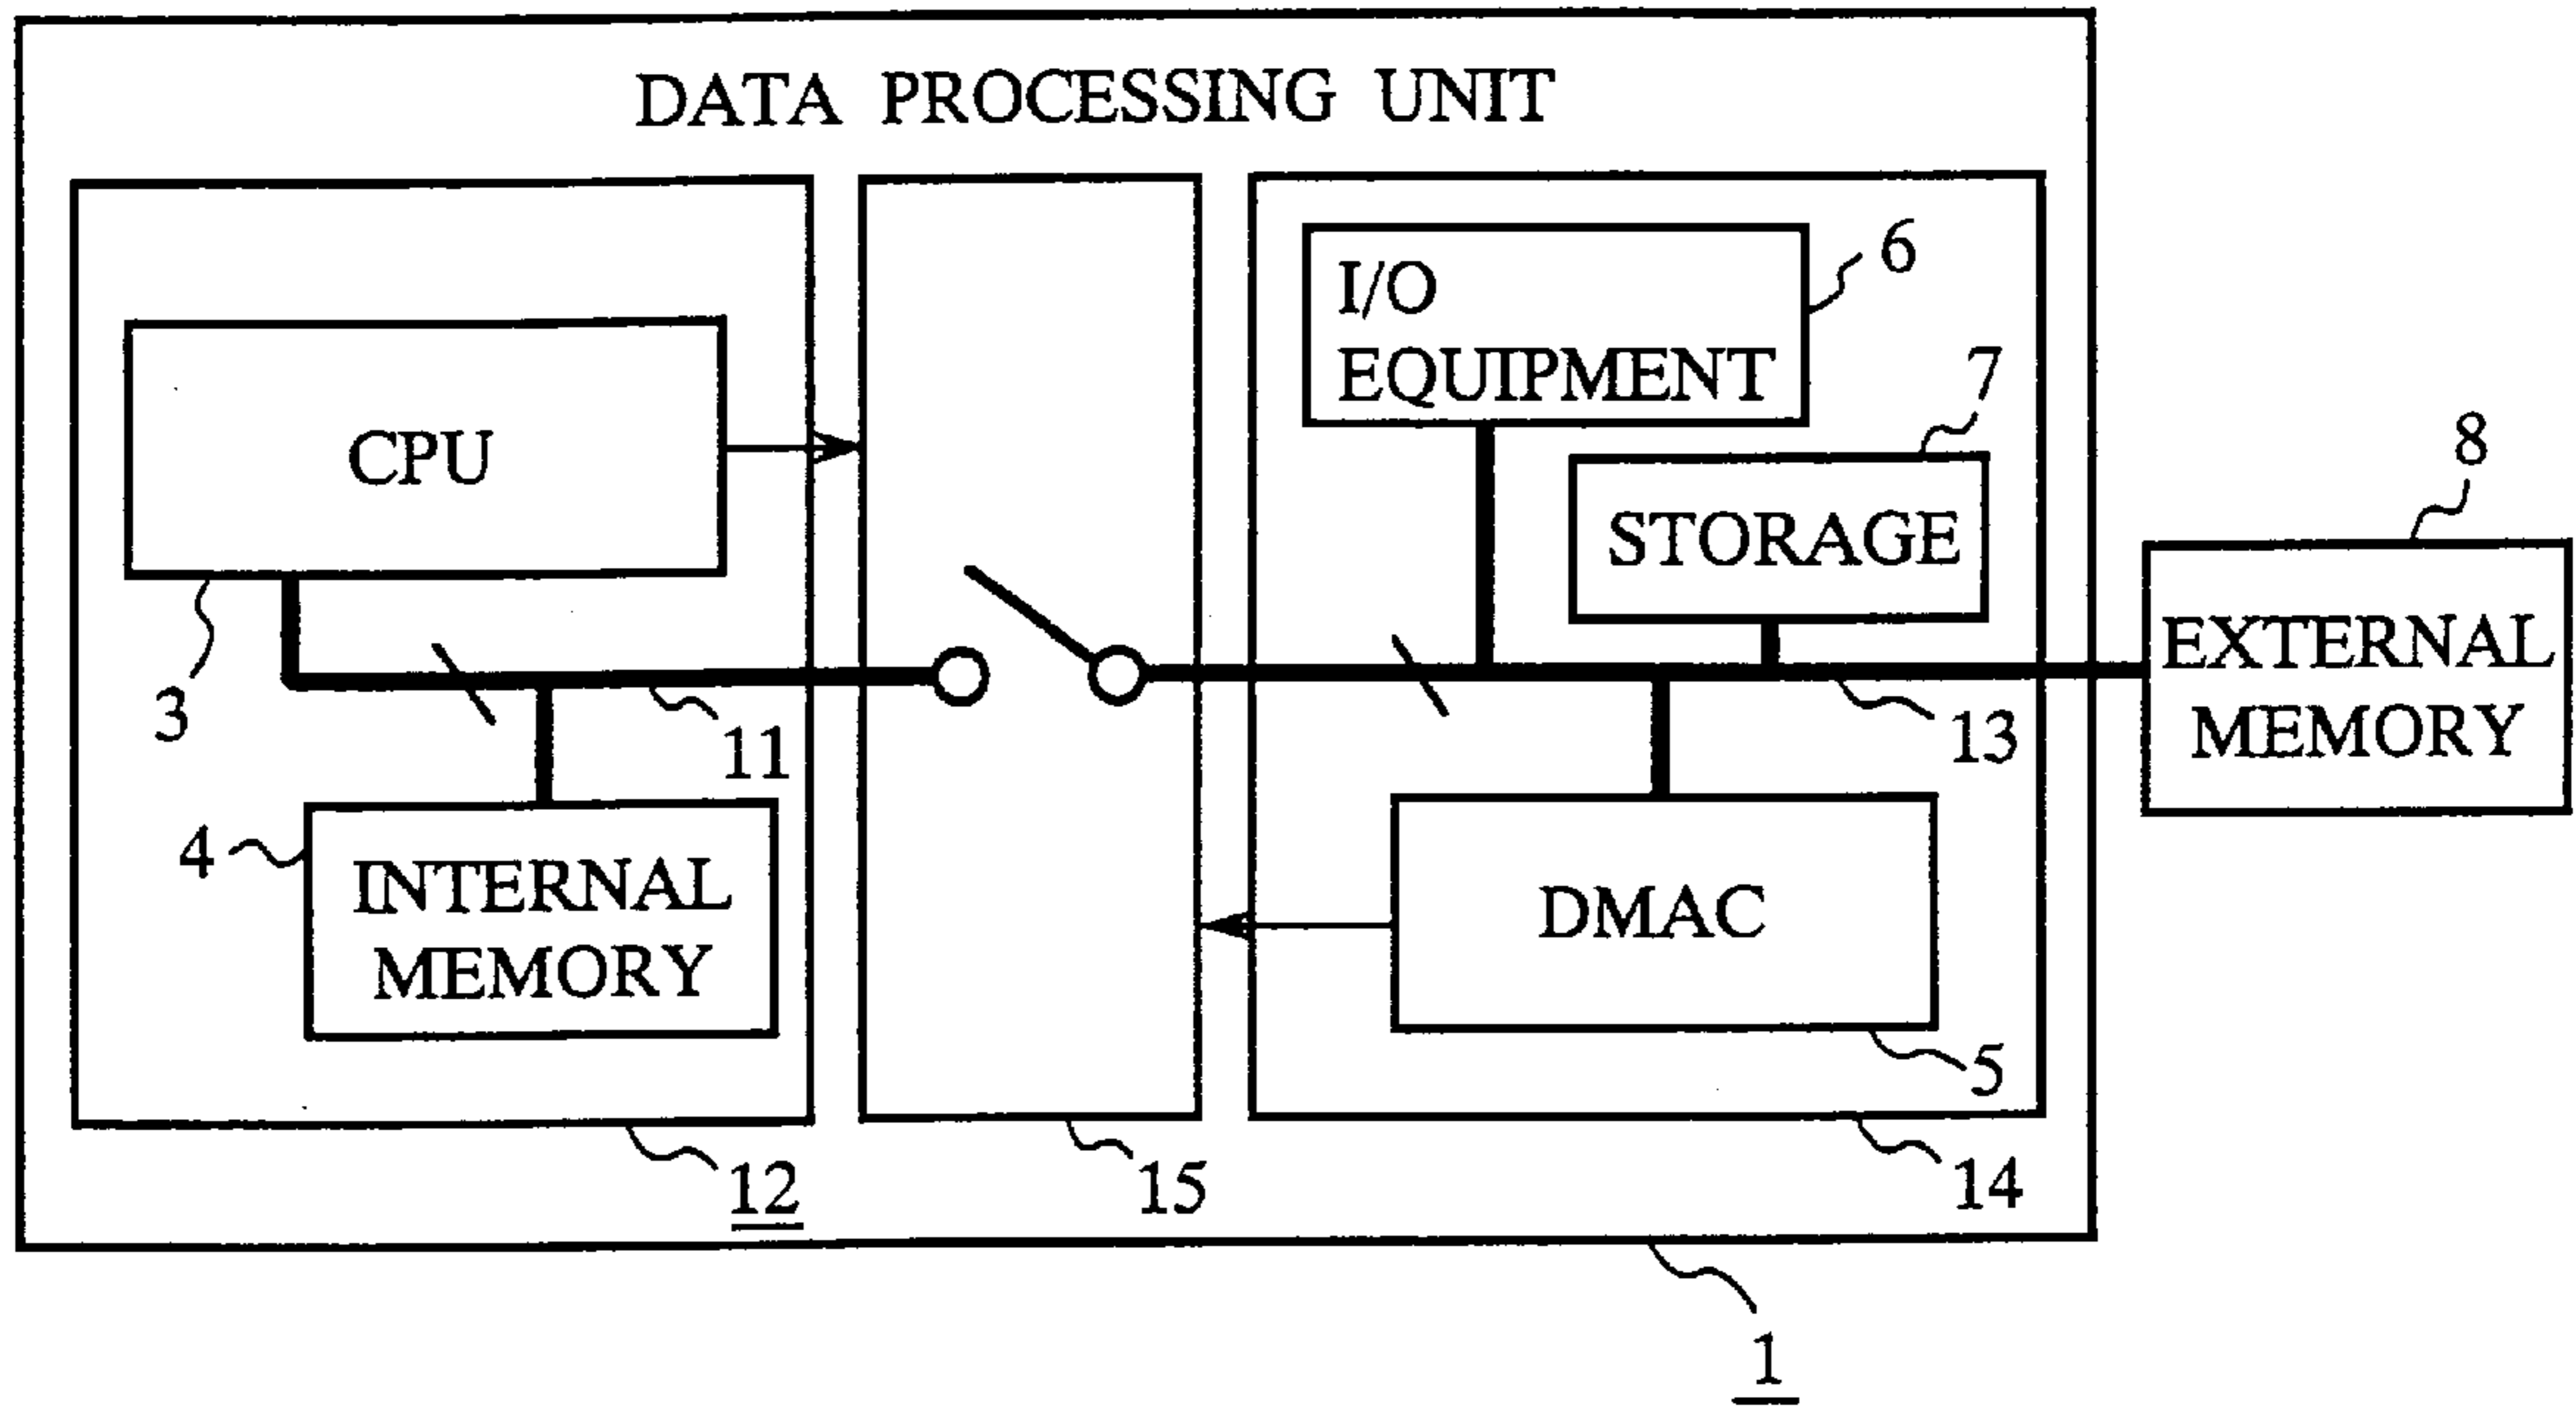 DATA PROCESSING UNIT
I/O
EQUIPMENT
6
7
STORAGE
8
CPU
3
EXTERNAL
MEMORY
11
13
4
INTERNAL
MEMORY
DMAC
5
12
15
14
1